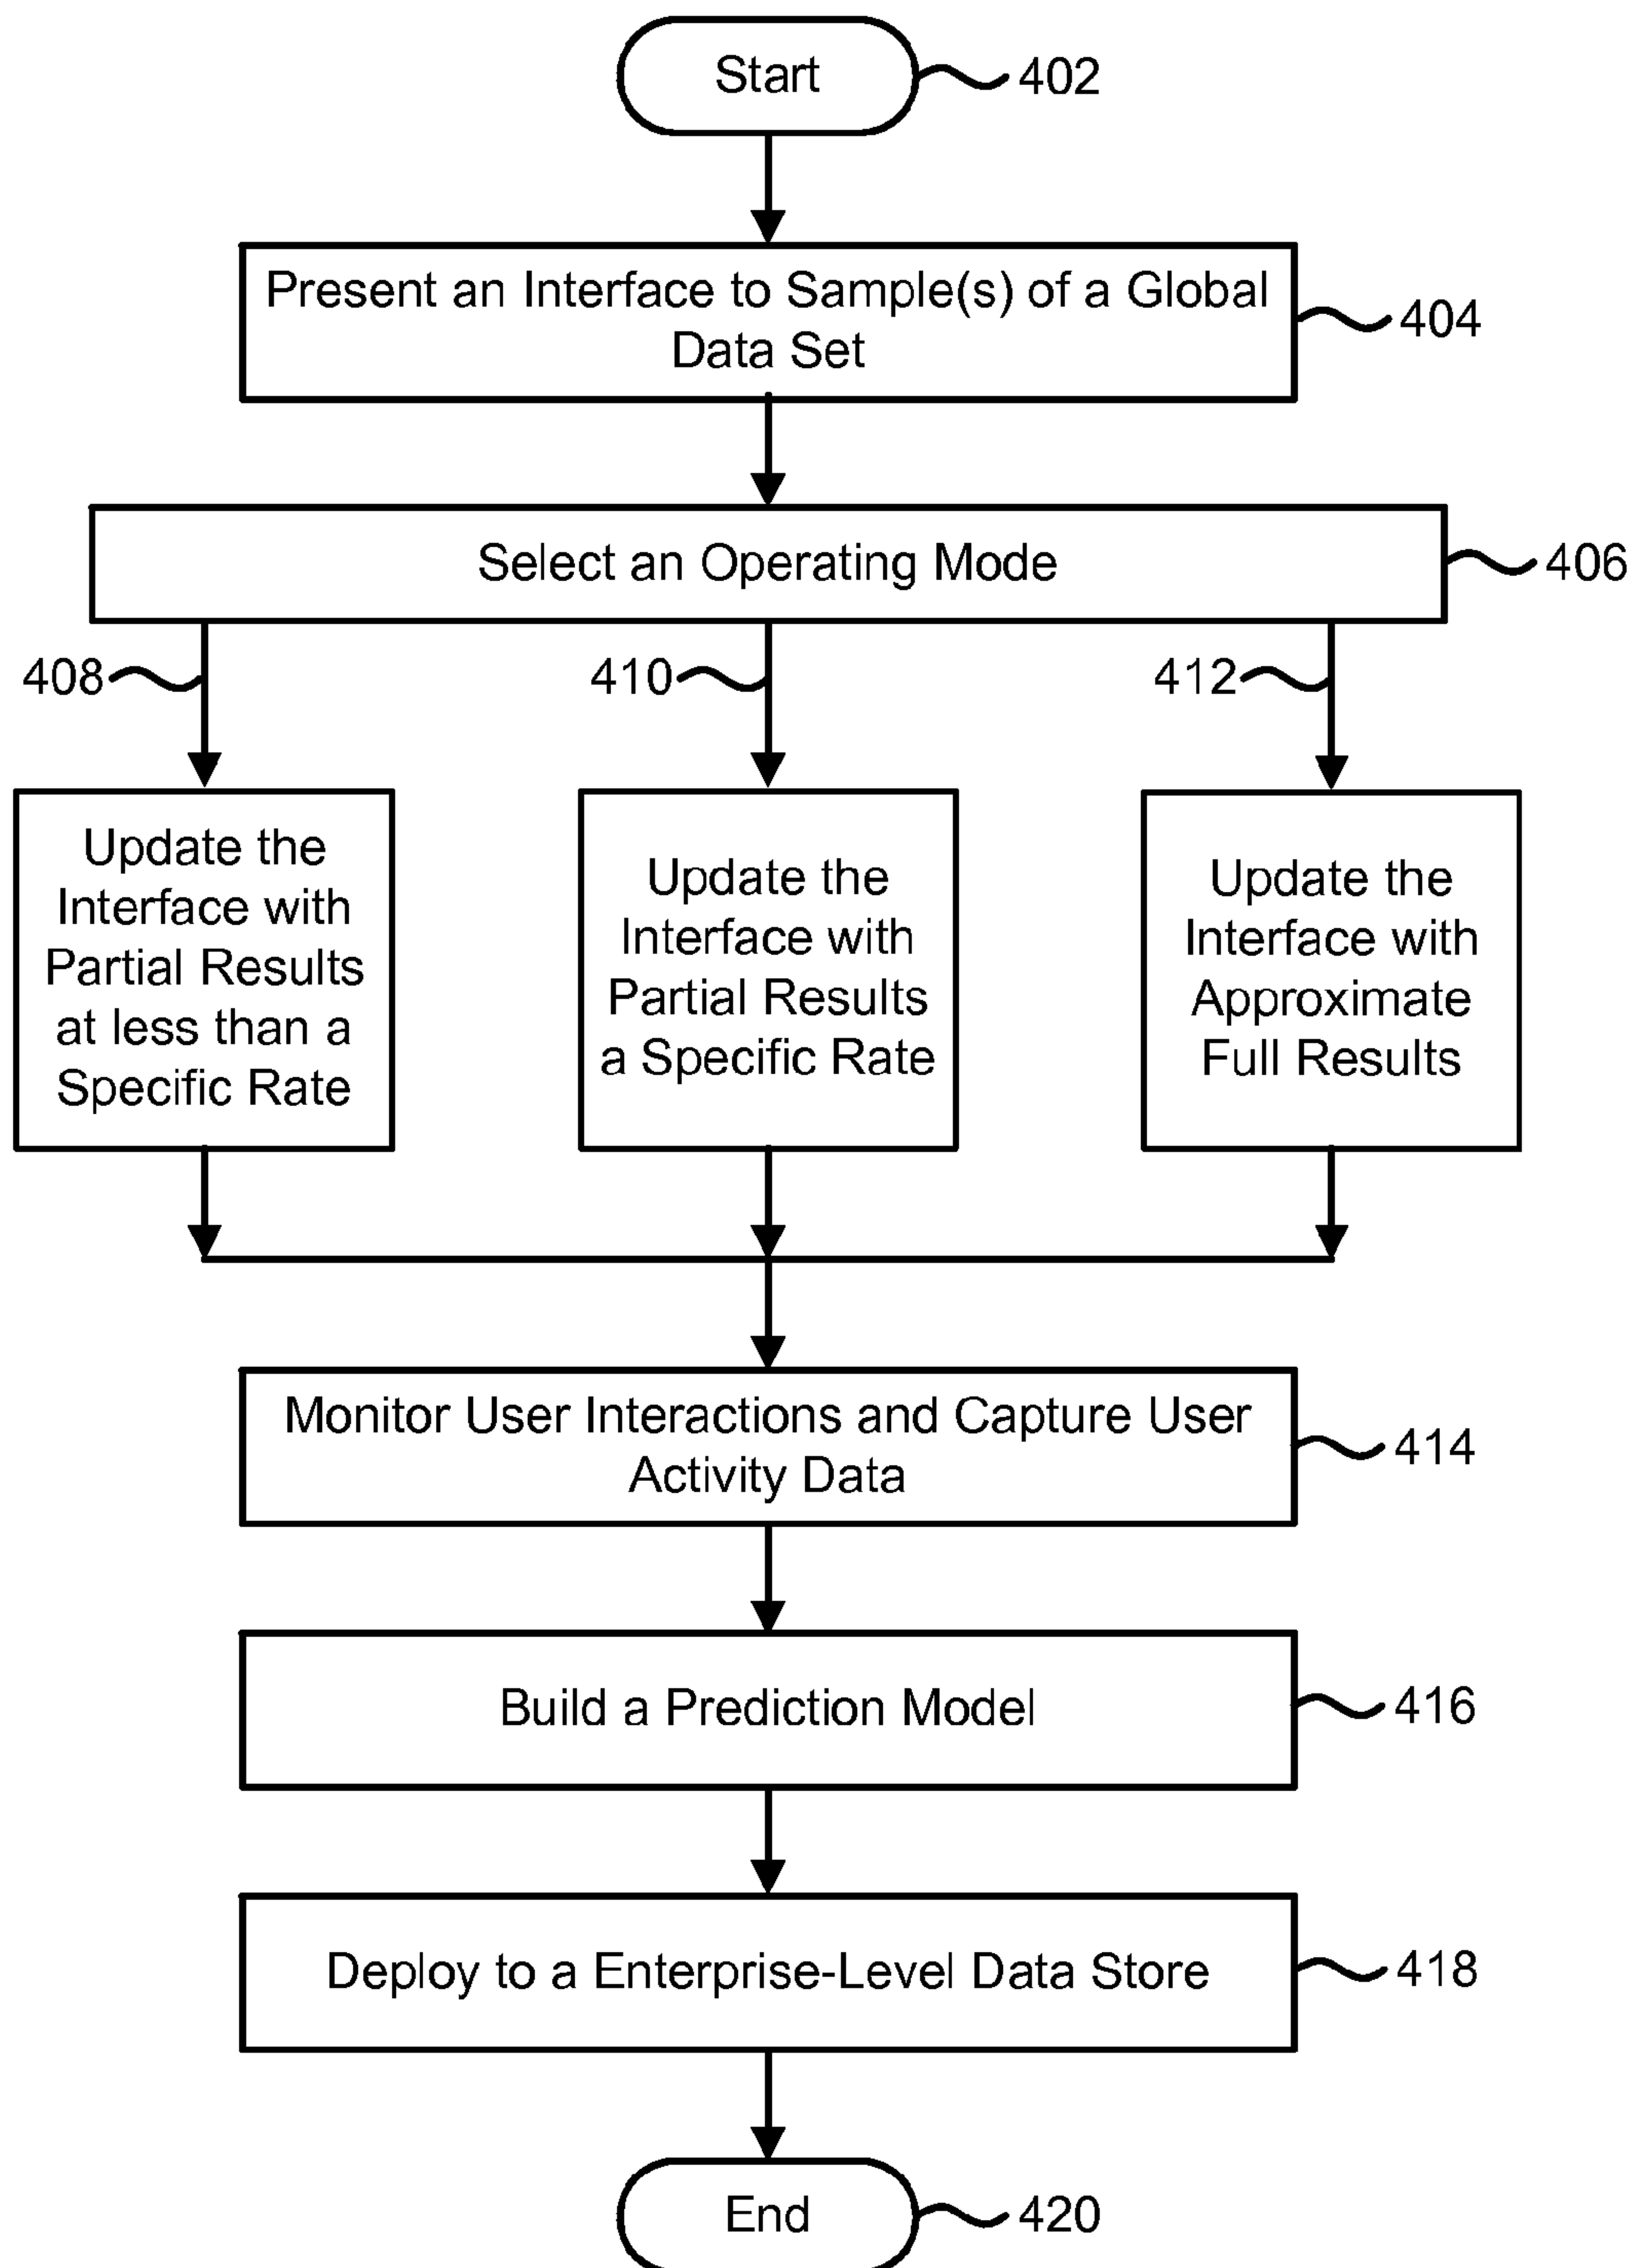 Start
402
Present an Interface to Sample(s) of a Global
Data Set
404
Select an Operating Mode
406
408
410
412
Update the
Interface with
Partial Results
at less than a
Specific Rate
Update the
Interface with
Partial Results
a Specific Rate
Update the
Interface with
Approximate
Full Results
Monitor User Interactions and Capture User
Activity Data
414
Build a Prediction Model
416
Deploy to a Enterprise-Level Data Store
418
End
420